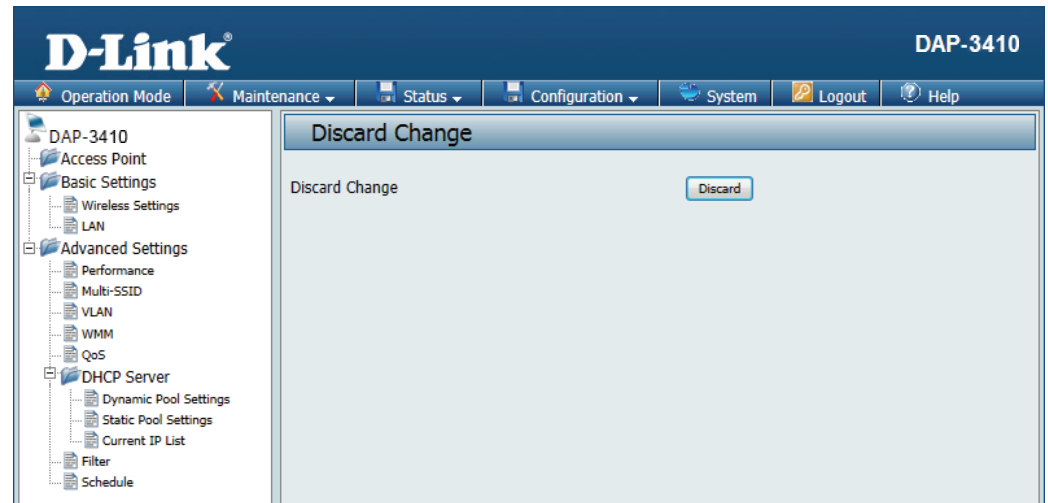 D-Link®
DAP-3410
Operation Mode Maintenance Status Configuration System Logout Help
DAP-3410
Access Point
Basic Settings
Wireless Settings
LAN
Advanced Settings
Performance
Multi-SSID
VLAN
WMM
QoS
DHCP Server
Dynamic Pool Settings
Static Pool Settings
Current IP List
Filter
Schedule
Discard Change
Discard Change Discard